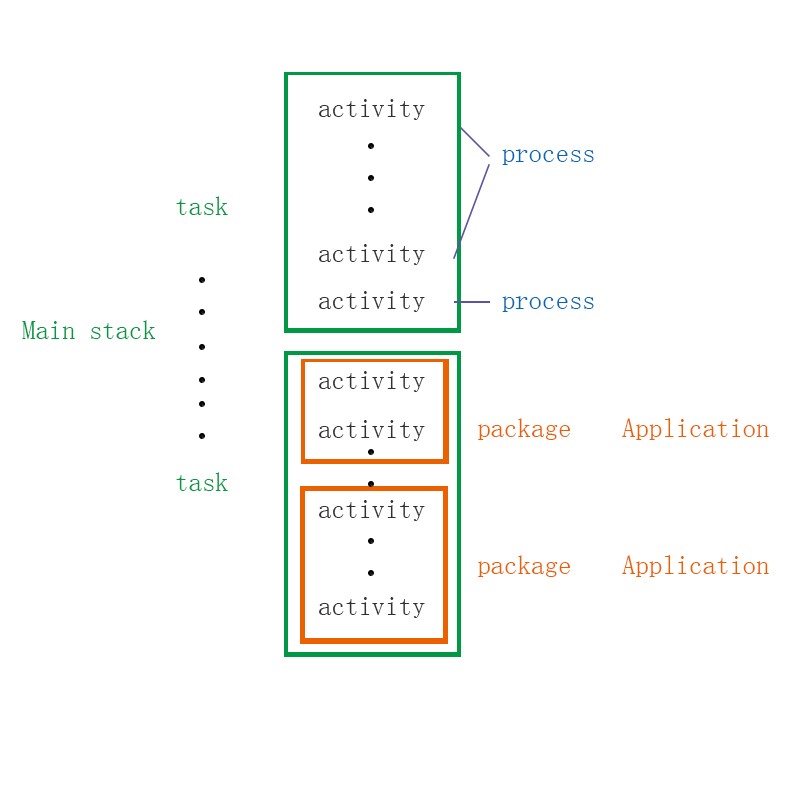 activity
process
task
activity
activity
process
Main stack
activity
activity
package Application
task
activity
package Application
activity